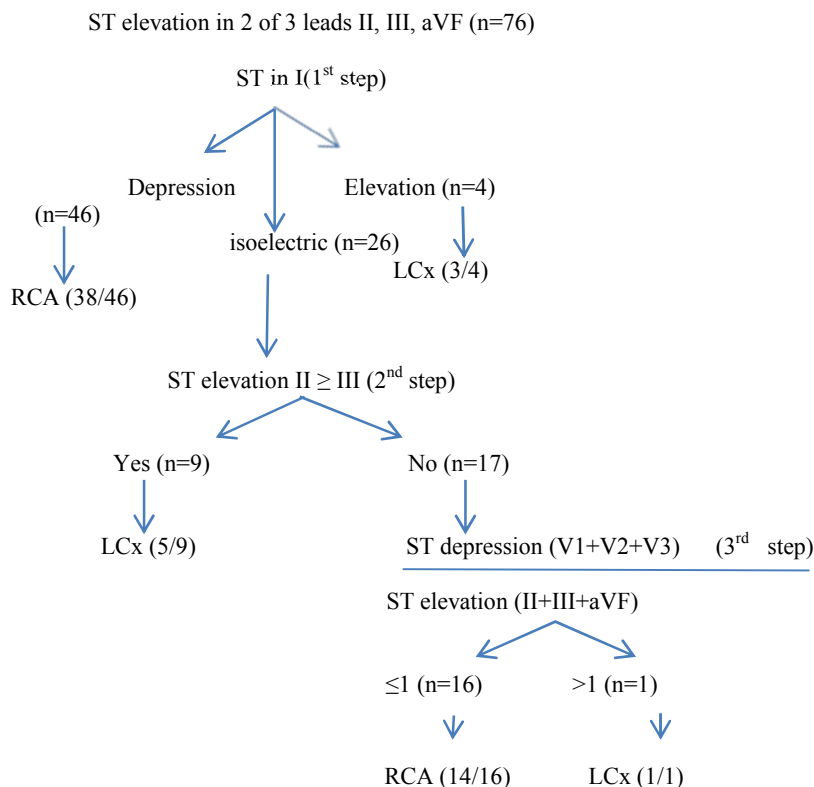 ST elevation in 2 of 3 leads II, III, aVF (n=76)
ST in I(1st step)
Depression
Elevation (n=4)
(n=46)
isoelectric (n=26)
LCx (3/4)
RCA (38/46)
ST elevation II ≥ III (2nd step)
Yes (n=9)
No (n=17)
LCx (5/9)
ST depression (V1+V2+V3) (3rd step)
ST elevation (II+III+aVF)
≤1 (n=16)
>1 (n=1)
RCA (14/16)
LCx (1/1)